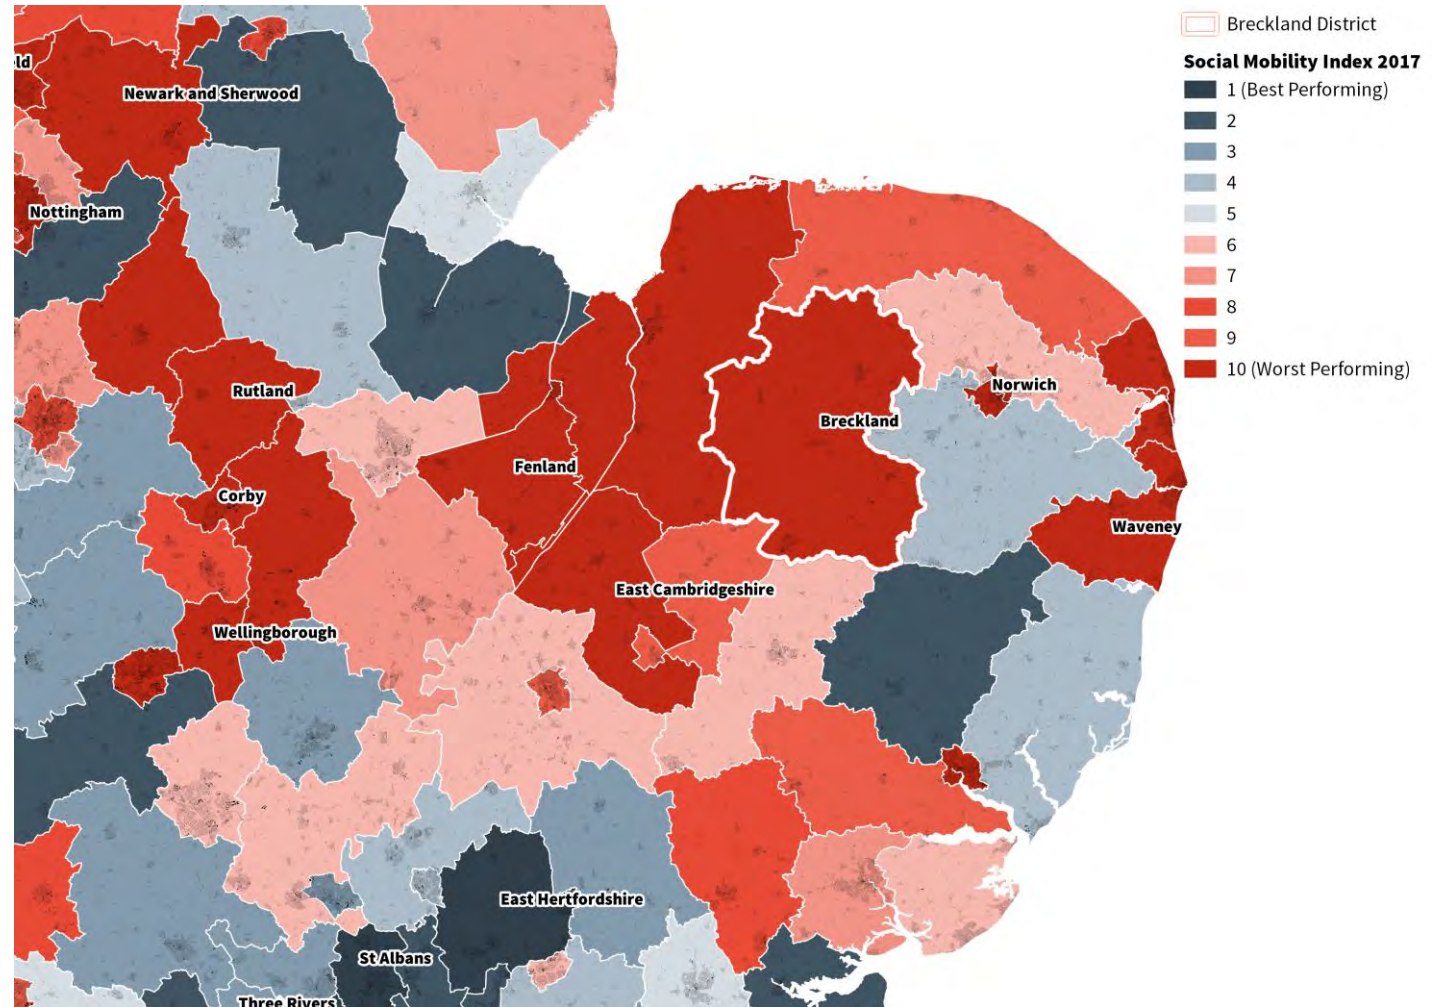 Breckland District
Social Mobility Index 2017
1 (Best Performing)
2
3
4
5
6
7
8
9
10 (Worst Performing)
ld
Newark and Sherwood
Nottingham
Rutland
Norwich
Breckland
Fenland
Corby
Waveney
East Cambridgeshire
Wellingborough
East Hertfordshire
St Albans
Three Rivers